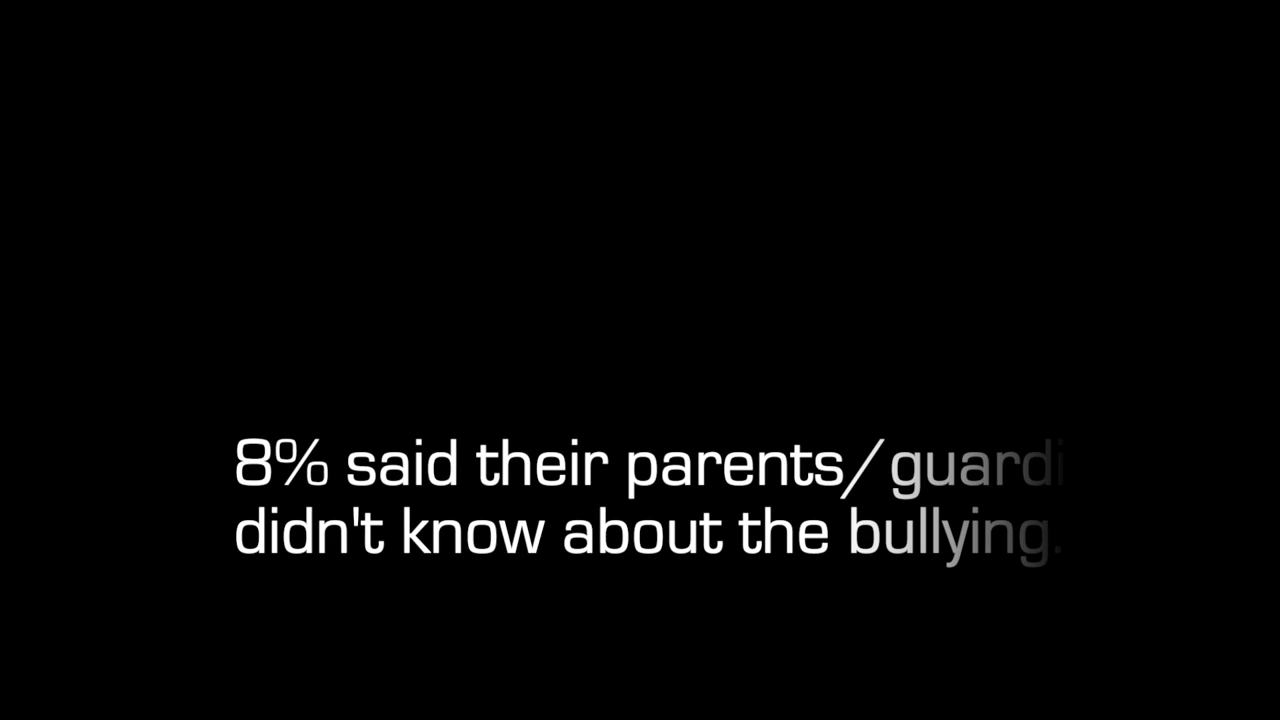 8% said their parents/guardi
didn't know about the bullying.